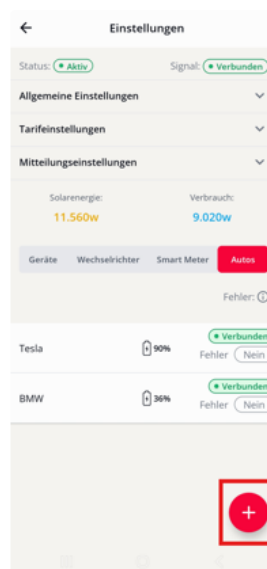 Einstellungen
Status: Aktiv Signal: Verbunden
Allgemeine Einstellungen
Tarifeinstellungen
Mitteilungseinstellungen
Solarenergie: Verbrauch:
11.560w 9.020w
Geräte Wechselrichter Smart Meter Autos
Fehler:
Verbunden
Tesla 90% Fehler Nein
Verbunden
BMW 36% Fehler Nein